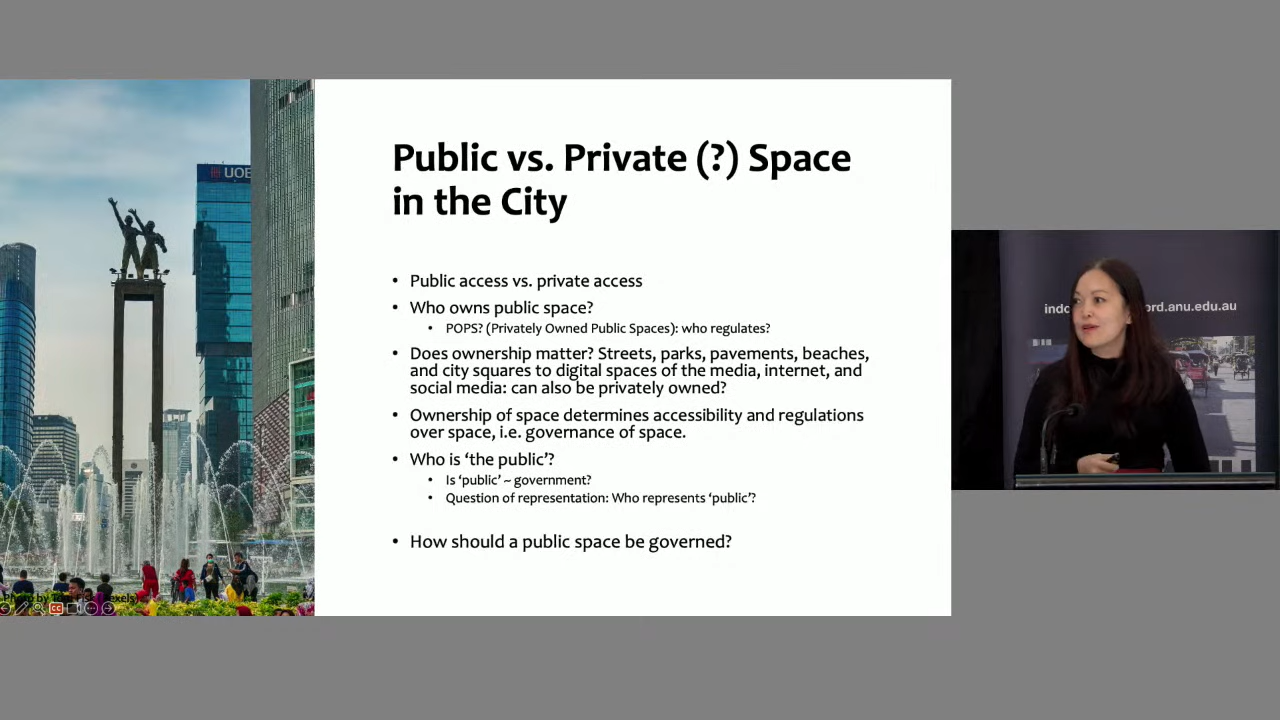 UOB
Public vs. Private (?) Space
in the City
• Public access vs. private access
• Who owns public space?
• POPS? (Privately Owned Public Spaces): who regulates?
• Does ownership matter? Streets, parks, pavements, beaches,
and city squares to digital spaces of the media, internet, and
social media: can also be privately owned?
• Ownership of space determines accessibility and regulations
over space, i.e. governance of space.
• Who is ‘the public’?
• Is ‘public’ ~ government?
• Question of representation: Who represents ‘public’?
• How should a public space be governed?
cc
.anu.edu.au